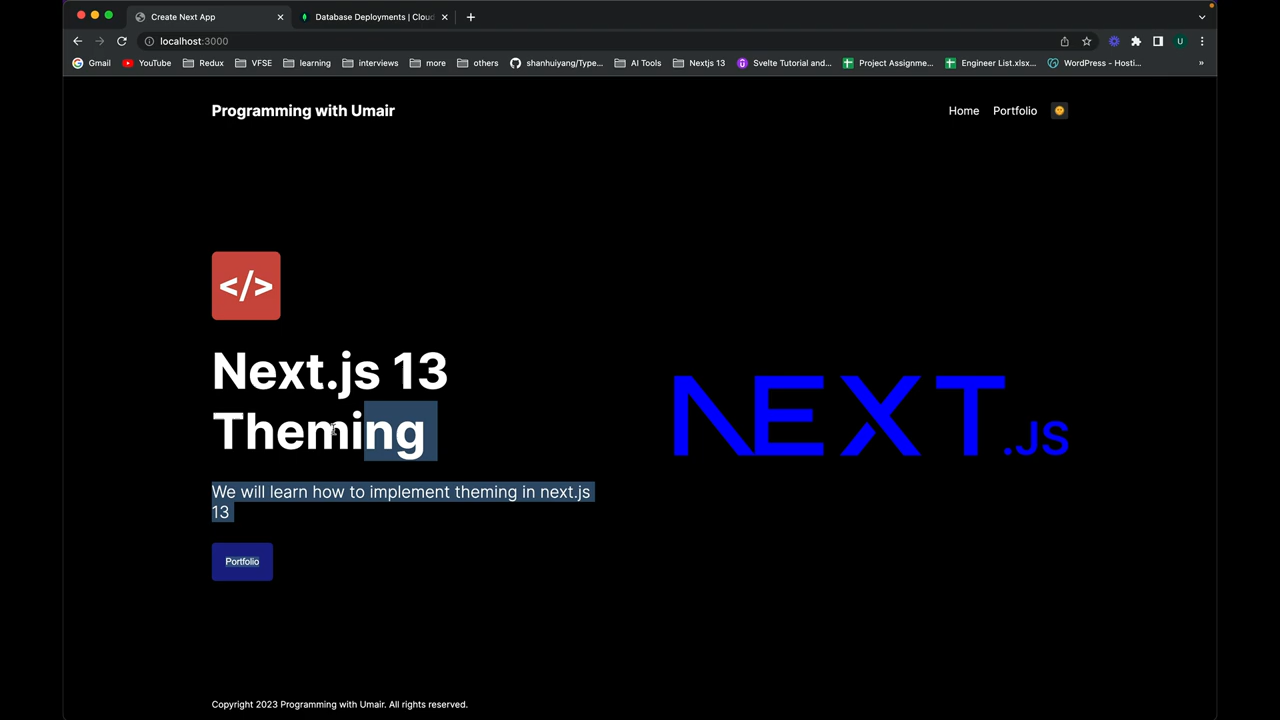 Create Next App
Database Deployments | Cloud
localhost:3000
U
Gmail YouTube Redux VFSE learning interviews more others shanhuiyang/Type... AI Tools Nextjs 13 Svelte Tutorial and... Project Assignme... Engineer List.xlsx... WordPress - Hosti... »
Programming with Umair
Home Portfolio
</>
Next.js 13
Theming
NEXT.JS
We will learn how to implement theming in next.js
13
Portfolio
Copyright 2023 Programming with Umair. All rights reserved.